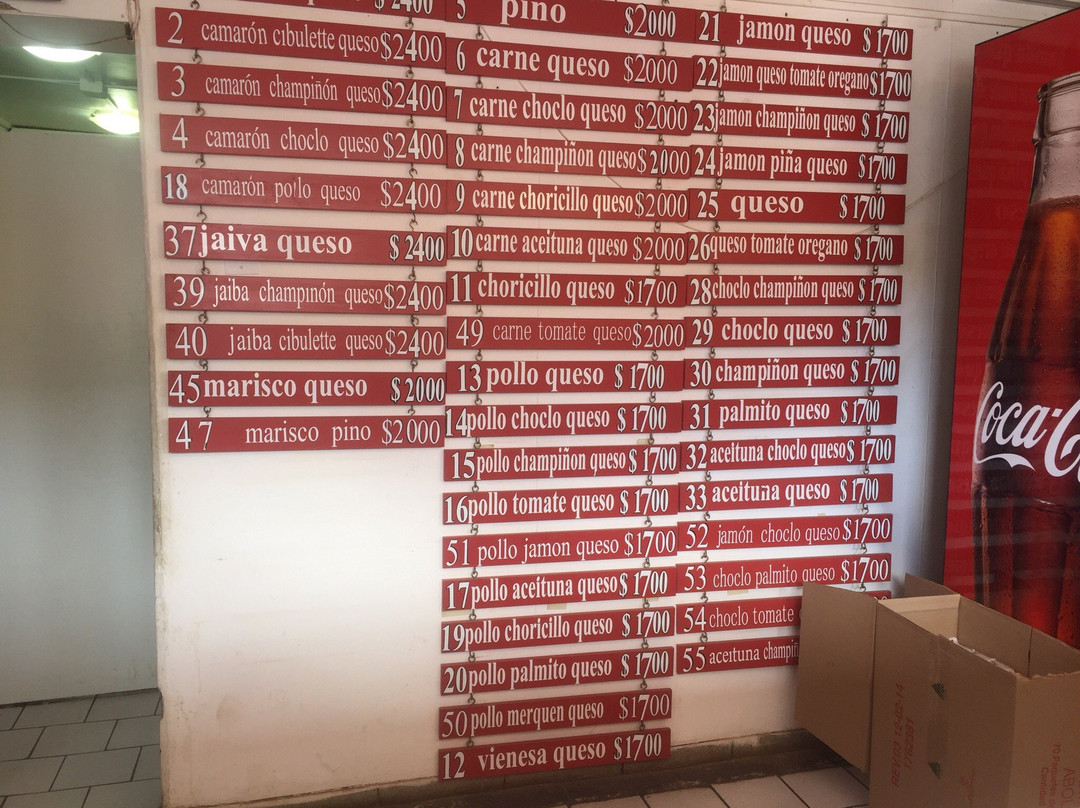 $2400
2 camarón cibulette queso $2400
3 camarón champiñón queso $2400
4 camarón choclo queso $2400
18 camarón pollo queso $2400
37 jaiva queso $2400
39 jaiba champinón queso $2400
40 jaiba cibulette queso $2400
45 marisco queso $2000
47 marisco pino $2000
5 pino $2000
6 carne queso $2000
7 carne choclo queso $2000
8 carne champiñon queso $2000
9 carne choricillo queso $2000
10 carne aceituna queso $2000
11 choricillo queso $1700
49 carne tomate queso $2000
13 pollo queso $1700
14 pollo choclo queso $1700
15 pollo champiñon queso $1700
16 pollo tomate queso $1700
51 pollo jamon queso $1700
17 pollo aceituna queso $1700
19 pollo choricillo queso $1700
20 pollo palmito queso $1700
50 pollo merquen queso $1700
12 vienesa queso $1700
21 jamon queso $1700
22 jamon queso tomate oregano $1700
23 jamon champiñon queso $1700
24 jamon piña queso $1700
25 queso $1700
26 queso tomate oregano $1700
28 choclo champiñon queso $1700
29 choclo queso $1700
30 champiñon queso $1700
31 palmito queso $1700
32 aceituna choclo queso $1700
33 aceituna queso $1700
52 jamón choclo queso $1700
53 choclo palmito queso $1700
54 choclo tomate
55 aceituna champiñ
Coca-C